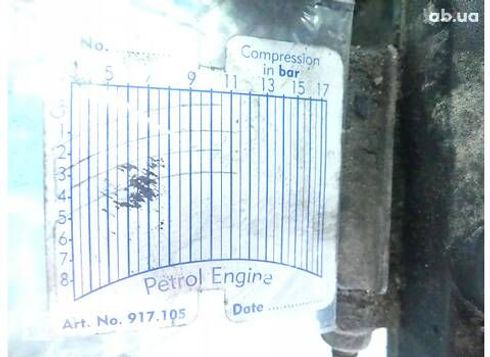 ab.ua
No. ...........
Compression
in bar
5 7 9 11 13 15 17
1
2
3
4
5
6
7
8
Petrol Engine
Art. No. 917.105
Date ..............